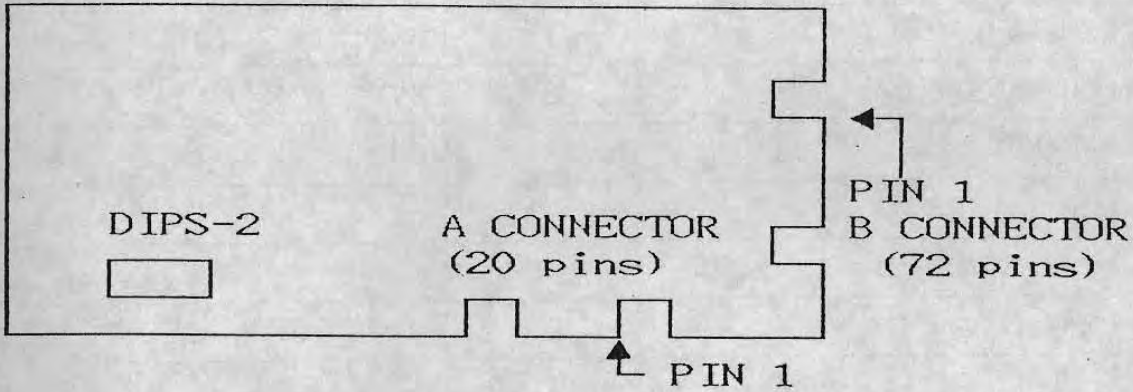 PIN 1
DIPS-2
A CONNECTOR
(20 pins)
B CONNECTOR
(72 pins)
PIN 1